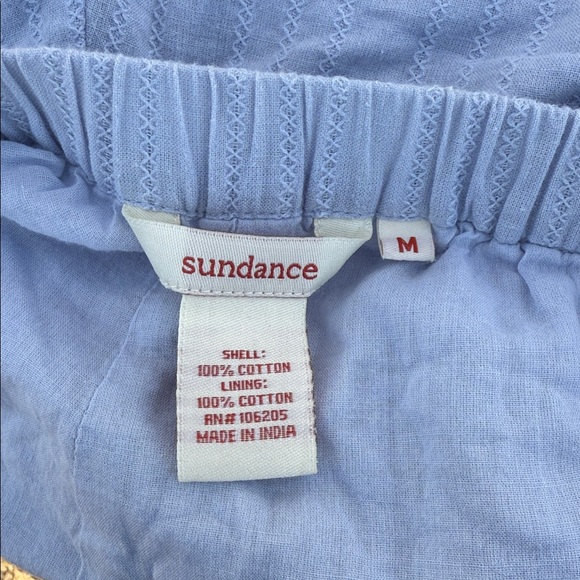 sundance
M
SHELL:
100% COTTON
LINING:
100% COTTON
RN# 106205
MADE IN INDIA